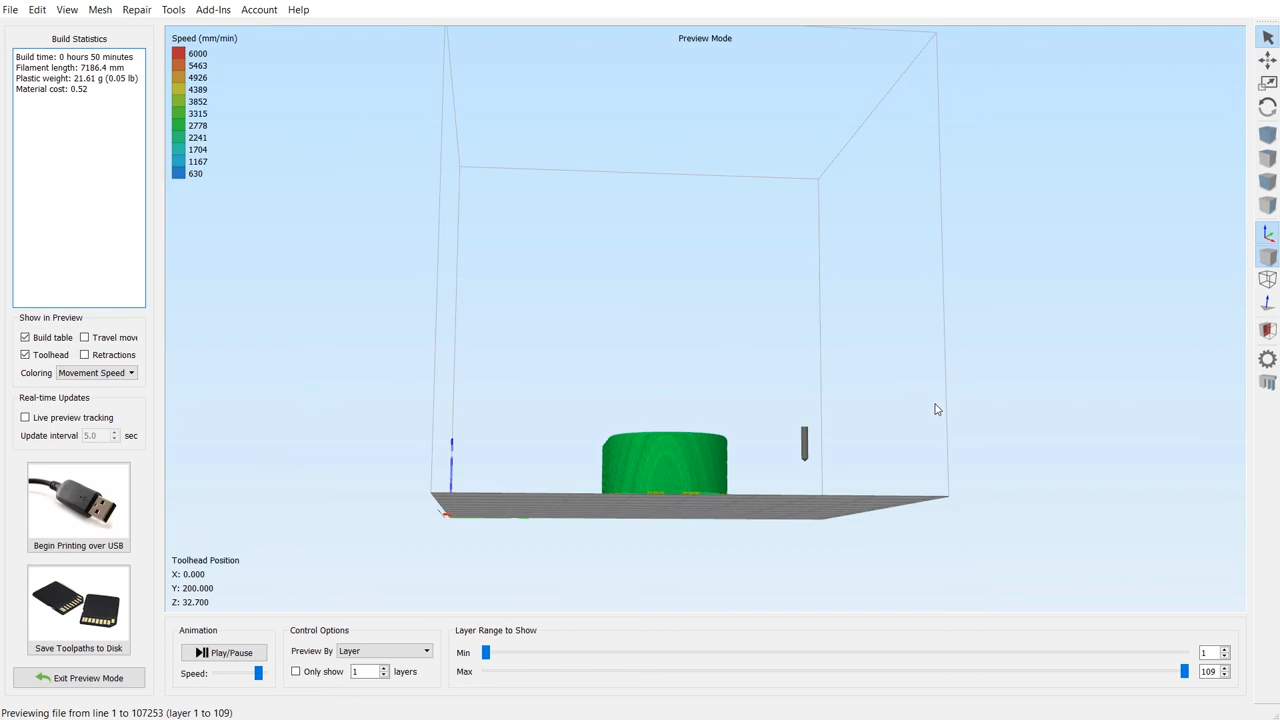 File Edit View Mesh Repair Tools Add-Ins Account Help
Build Statistics
Build time: 0 hours 50 minutes
Filament length: 7186.4 mm
Plastic weight: 21.61 g (0.05 lb)
Material cost: 0.52
Show in Preview
Build table
Travel move
Toolhead
Retractions
Coloring Movement Speed
Real-time Updates
Live preview tracking
Update interval 5.0 sec
Begin Printing over USB
Save Toolpaths to Disk
Exit Preview Mode
Speed (mm/min)
6000
5463
4926
4389
3852
3315
2778
2241
1704
1167
630
Preview Mode
Toolhead Position
X: 0.000
Y: 200.000
Z: 32.700
Animation
Play/Pause
Speed:
Control Options
Preview By Layer
Only show 1 layers
Layer Range to Show
Min 1
Max 109
Previewing file from line 1 to 107253 (layer 1 to 109)